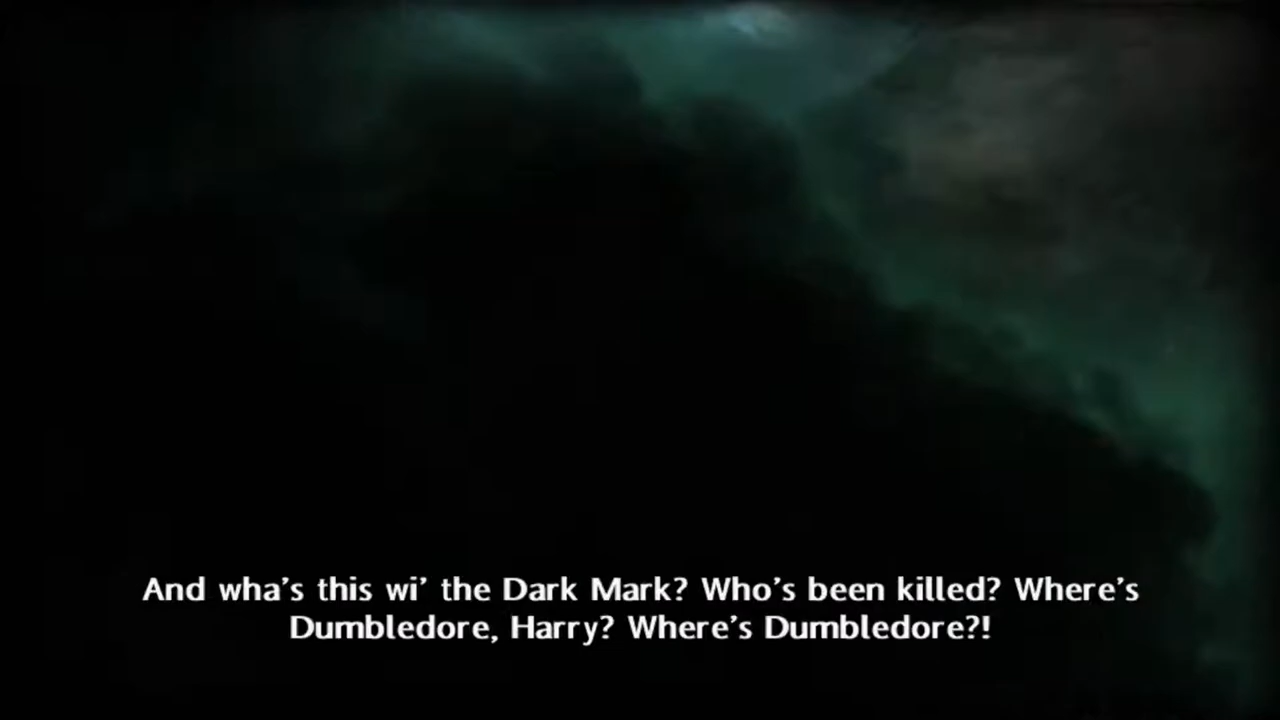 And wha's this wi' the Dark Mark? Who's been killed? Where's
Dumbledore, Harry? Where's Dumbledore?!